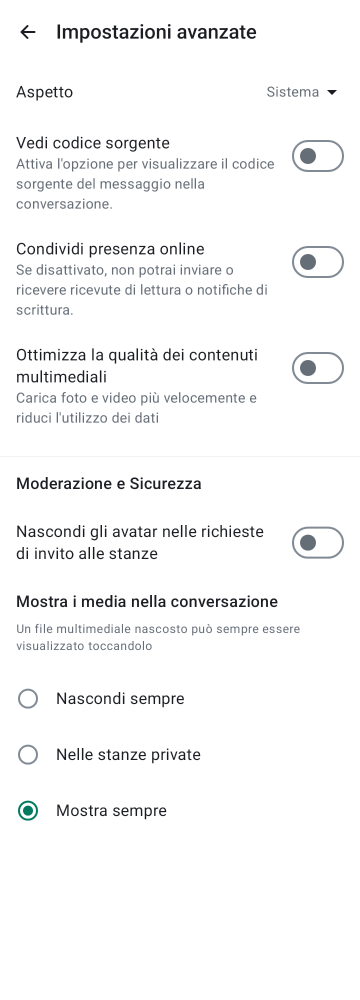 Impostazioni avanzate
Aspetto
Sistema
Vedi codice sorgente
Attiva l'opzione per visualizzare il codice
sorgente del messaggio nella
conversazione.
Condividi presenza online
Se disattivato, non potrai inviare o
ricevere ricevute di lettura o notifiche di
scrittura.
Ottimizza la qualità dei contenuti
multimediali
Carica foto e video più velocemente e
riduci l'utilizzo dei dati
Moderazione e Sicurezza
Nascondi gli avatar nelle richieste
di invito alle stanze
Mostra i media nella conversazione
Un file multimediale nascosto può sempre essere
visualizzato toccandolo
Nascondi sempre
Nelle stanze private
Mostra sempre